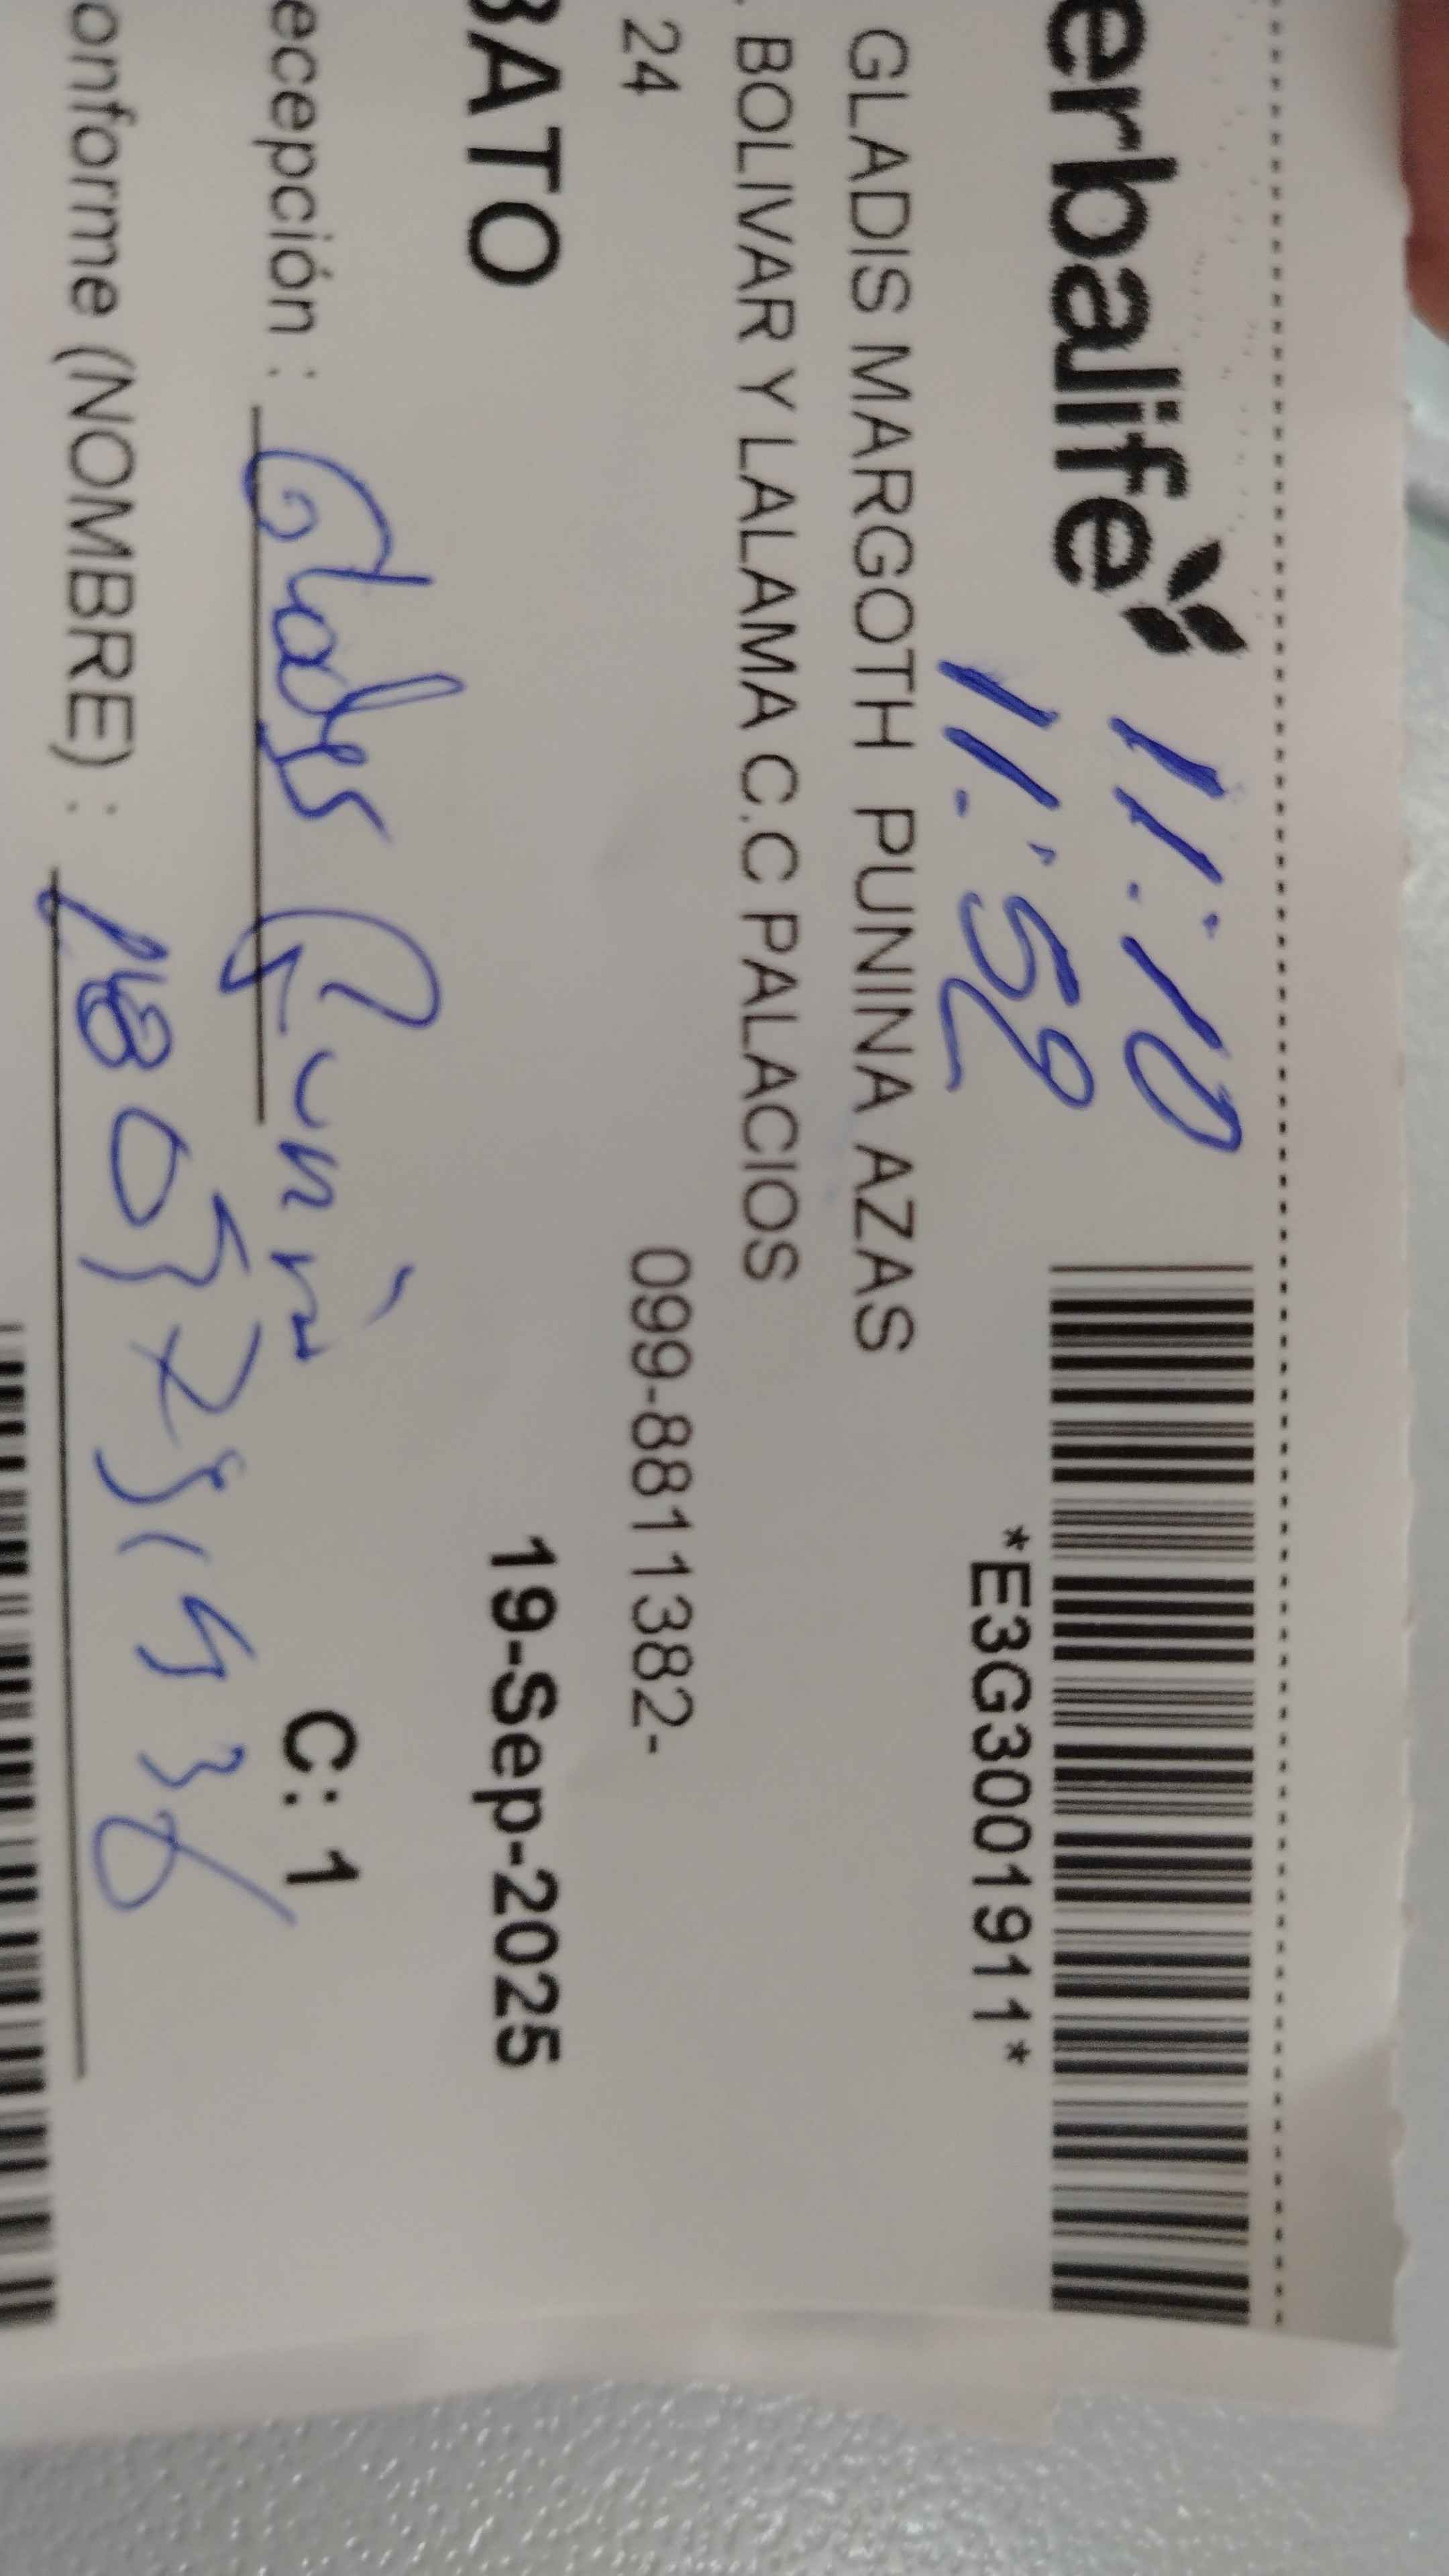 erbalife
11:10
11:52
*E3G3001911*
GLADIS MARGOTH PUNINA AZAS
. BOLIVAR Y LALAMA C.C PALACIOS
24 099-8811382-
BATO 19-Sep-2025
ecepción :
C: 1
onforme (NOMBRE) :